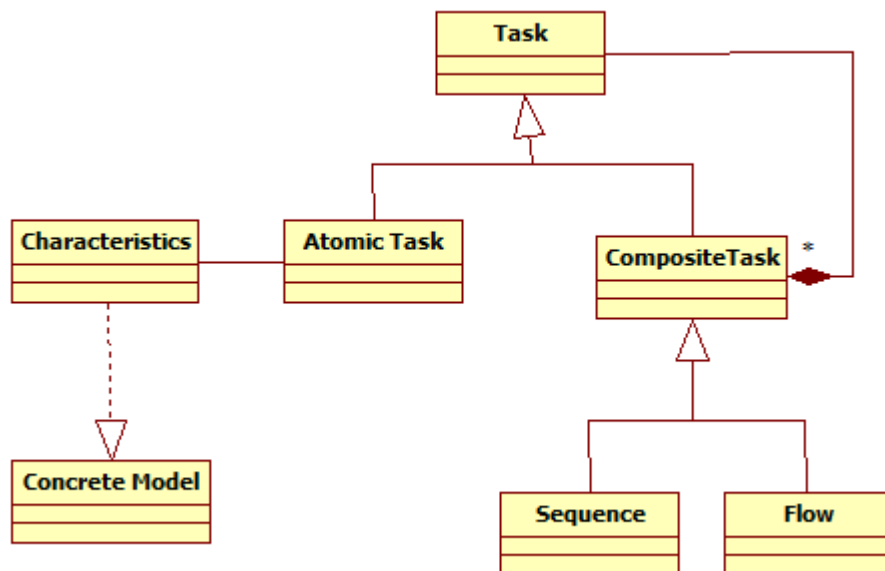 Task
Characteristics
Atomic Task
CompositeTask
*
Concrete Model
Sequence
Flow